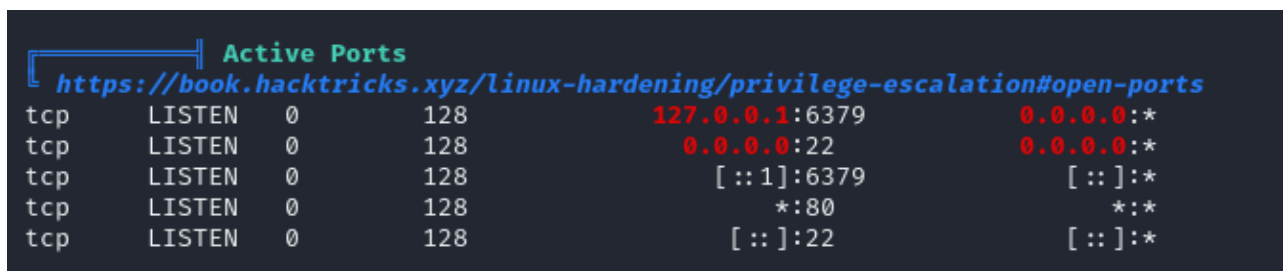 Active Ports
https://book.hacktricks.xyz/linux-hardening/privilege-escalation#open-ports
tcp LISTEN 0 128 127.0.0.1:6379 0.0.0.0:*
tcp LISTEN 0 128 0.0.0.0:22 0.0.0.0:*
tcp LISTEN 0 128 [::1]:6379 [::]:*
tcp LISTEN 0 128 *:80 *:*
tcp LISTEN 0 128 [::]:22 [::]:*